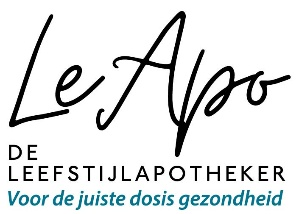 Le Apo
DE
LEEFSTIJLAPOTHEKER
Voor de juiste dosis gezondheid